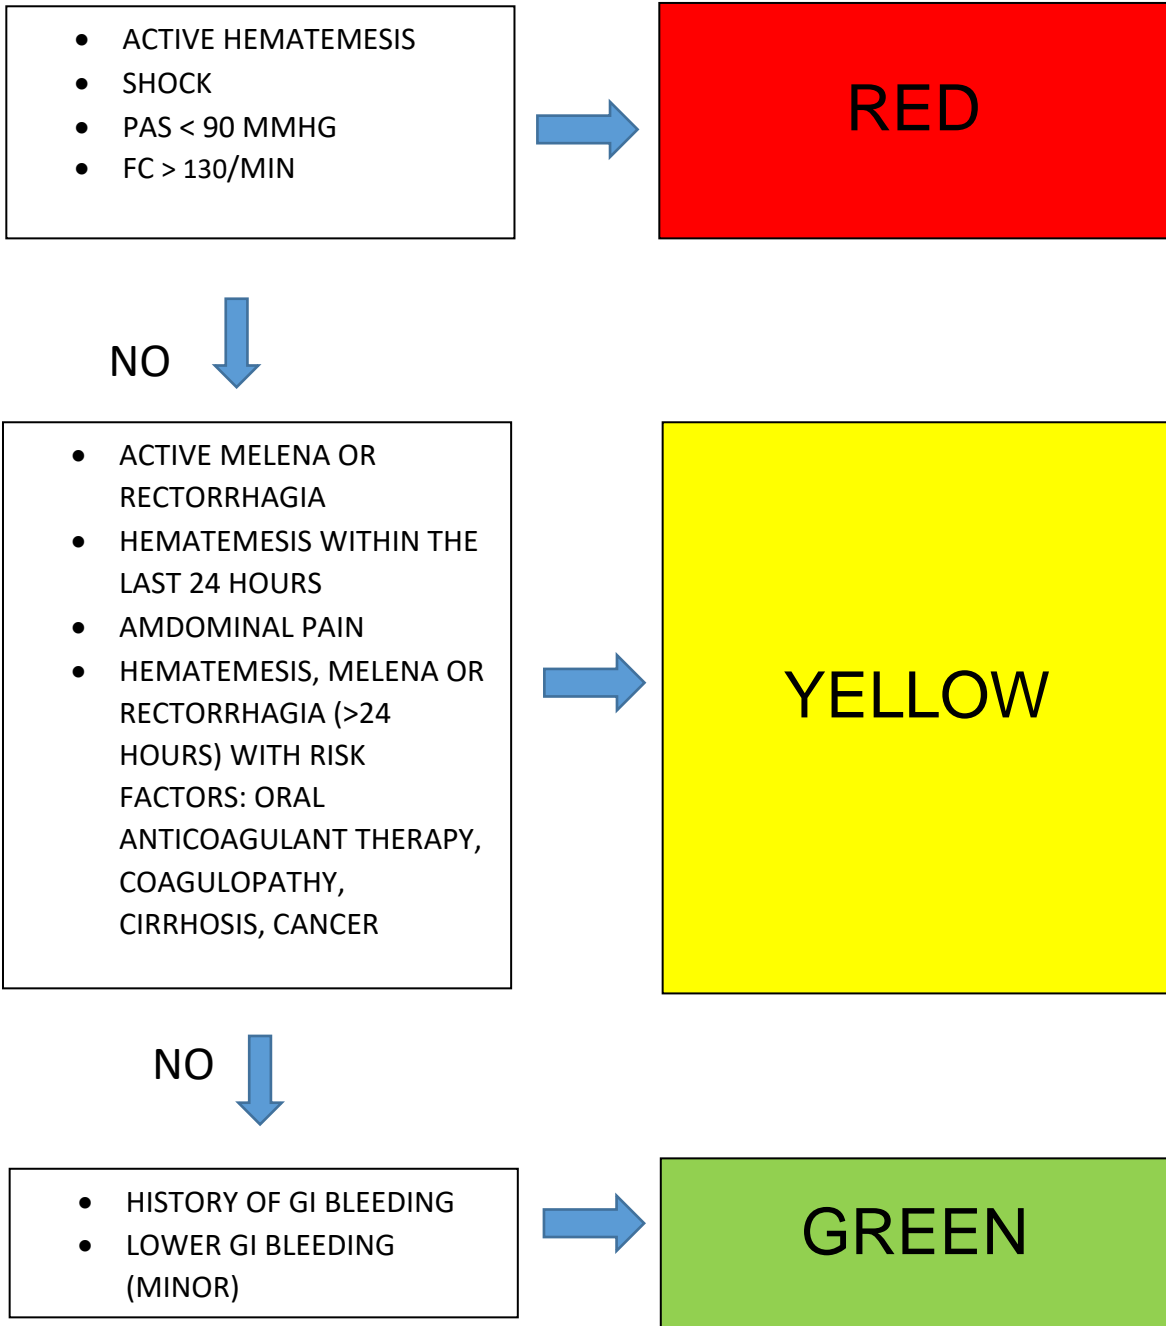 • ACTIVE HEMATEMESIS
• SHOCK
• PAS < 90 MMHG
• FC > 130/MIN
RED
NO
• ACTIVE MELENA OR
RECTORRHAGIA
• HEMATEMESIS WITHIN THE
LAST 24 HOURS
• AMDOMINAL PAIN
• HEMATEMESIS, MELENA OR
RECTORRHAGIA (>24
HOURS) WITH RISK
FACTORS: ORAL
ANTICOAGULANT THERAPY,
COAGULOPATHY,
CIRRHOSIS, CANCER
YELLOW
NO
• HISTORY OF GI BLEEDING
• LOWER GI BLEEDING
(MINOR)
GREEN